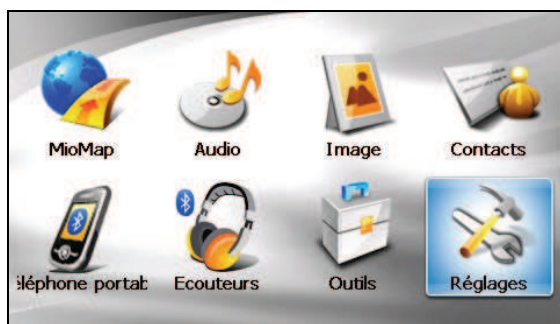 MioMap
Audio
Image
Contacts
éléphone portab
Ecouteurs
Outils
Réglages